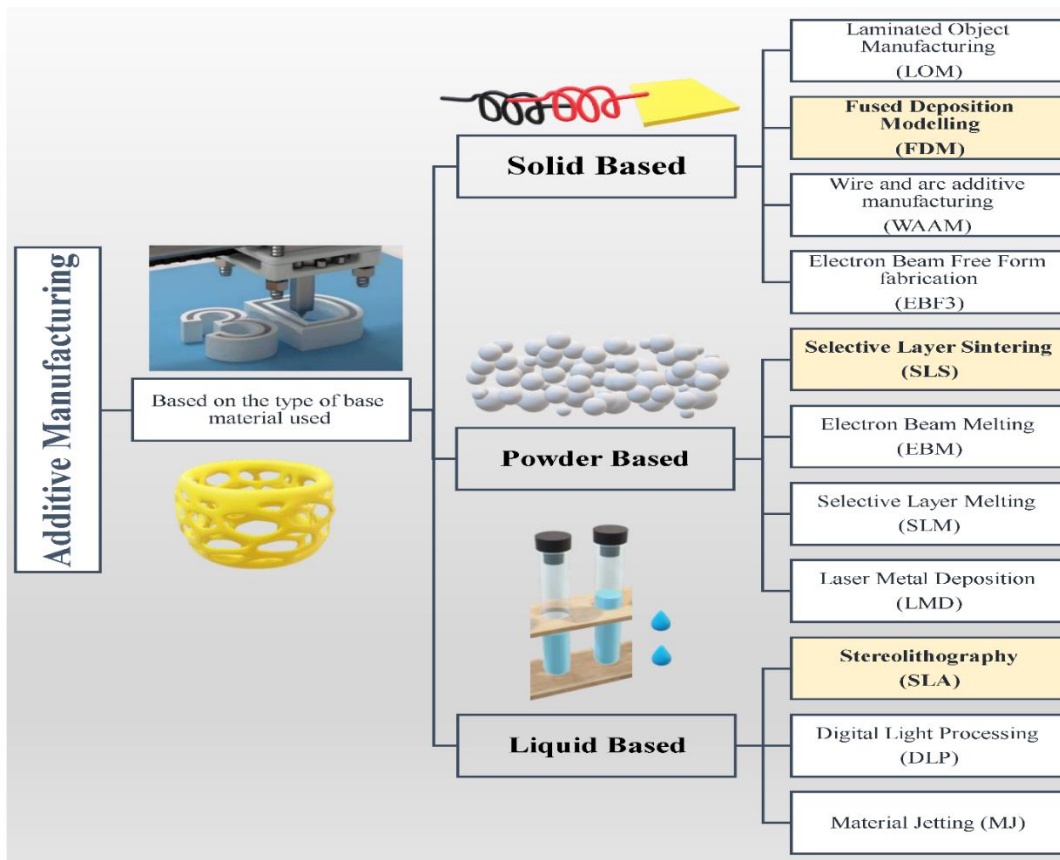 Additive Manufacturing
Based on the type of base
material used
Solid Based
Laminated Object
Manufacturing
(LOM)
Fused Deposition
Modelling
(FDM)
Wire and arc additive
manufacturing
(WAAM)
Electron Beam Free Form
fabrication
(EBF3)
Powder Based
Selective Layer Sintering
(SLS)
Electron Beam Melting
(EBM)
Selective Layer Melting
(SLM)
Laser Metal Deposition
(LMD)
Liquid Based
Stereolithography
(SLA)
Digital Light Processing
(DLP)
Material Jetting (MJ)